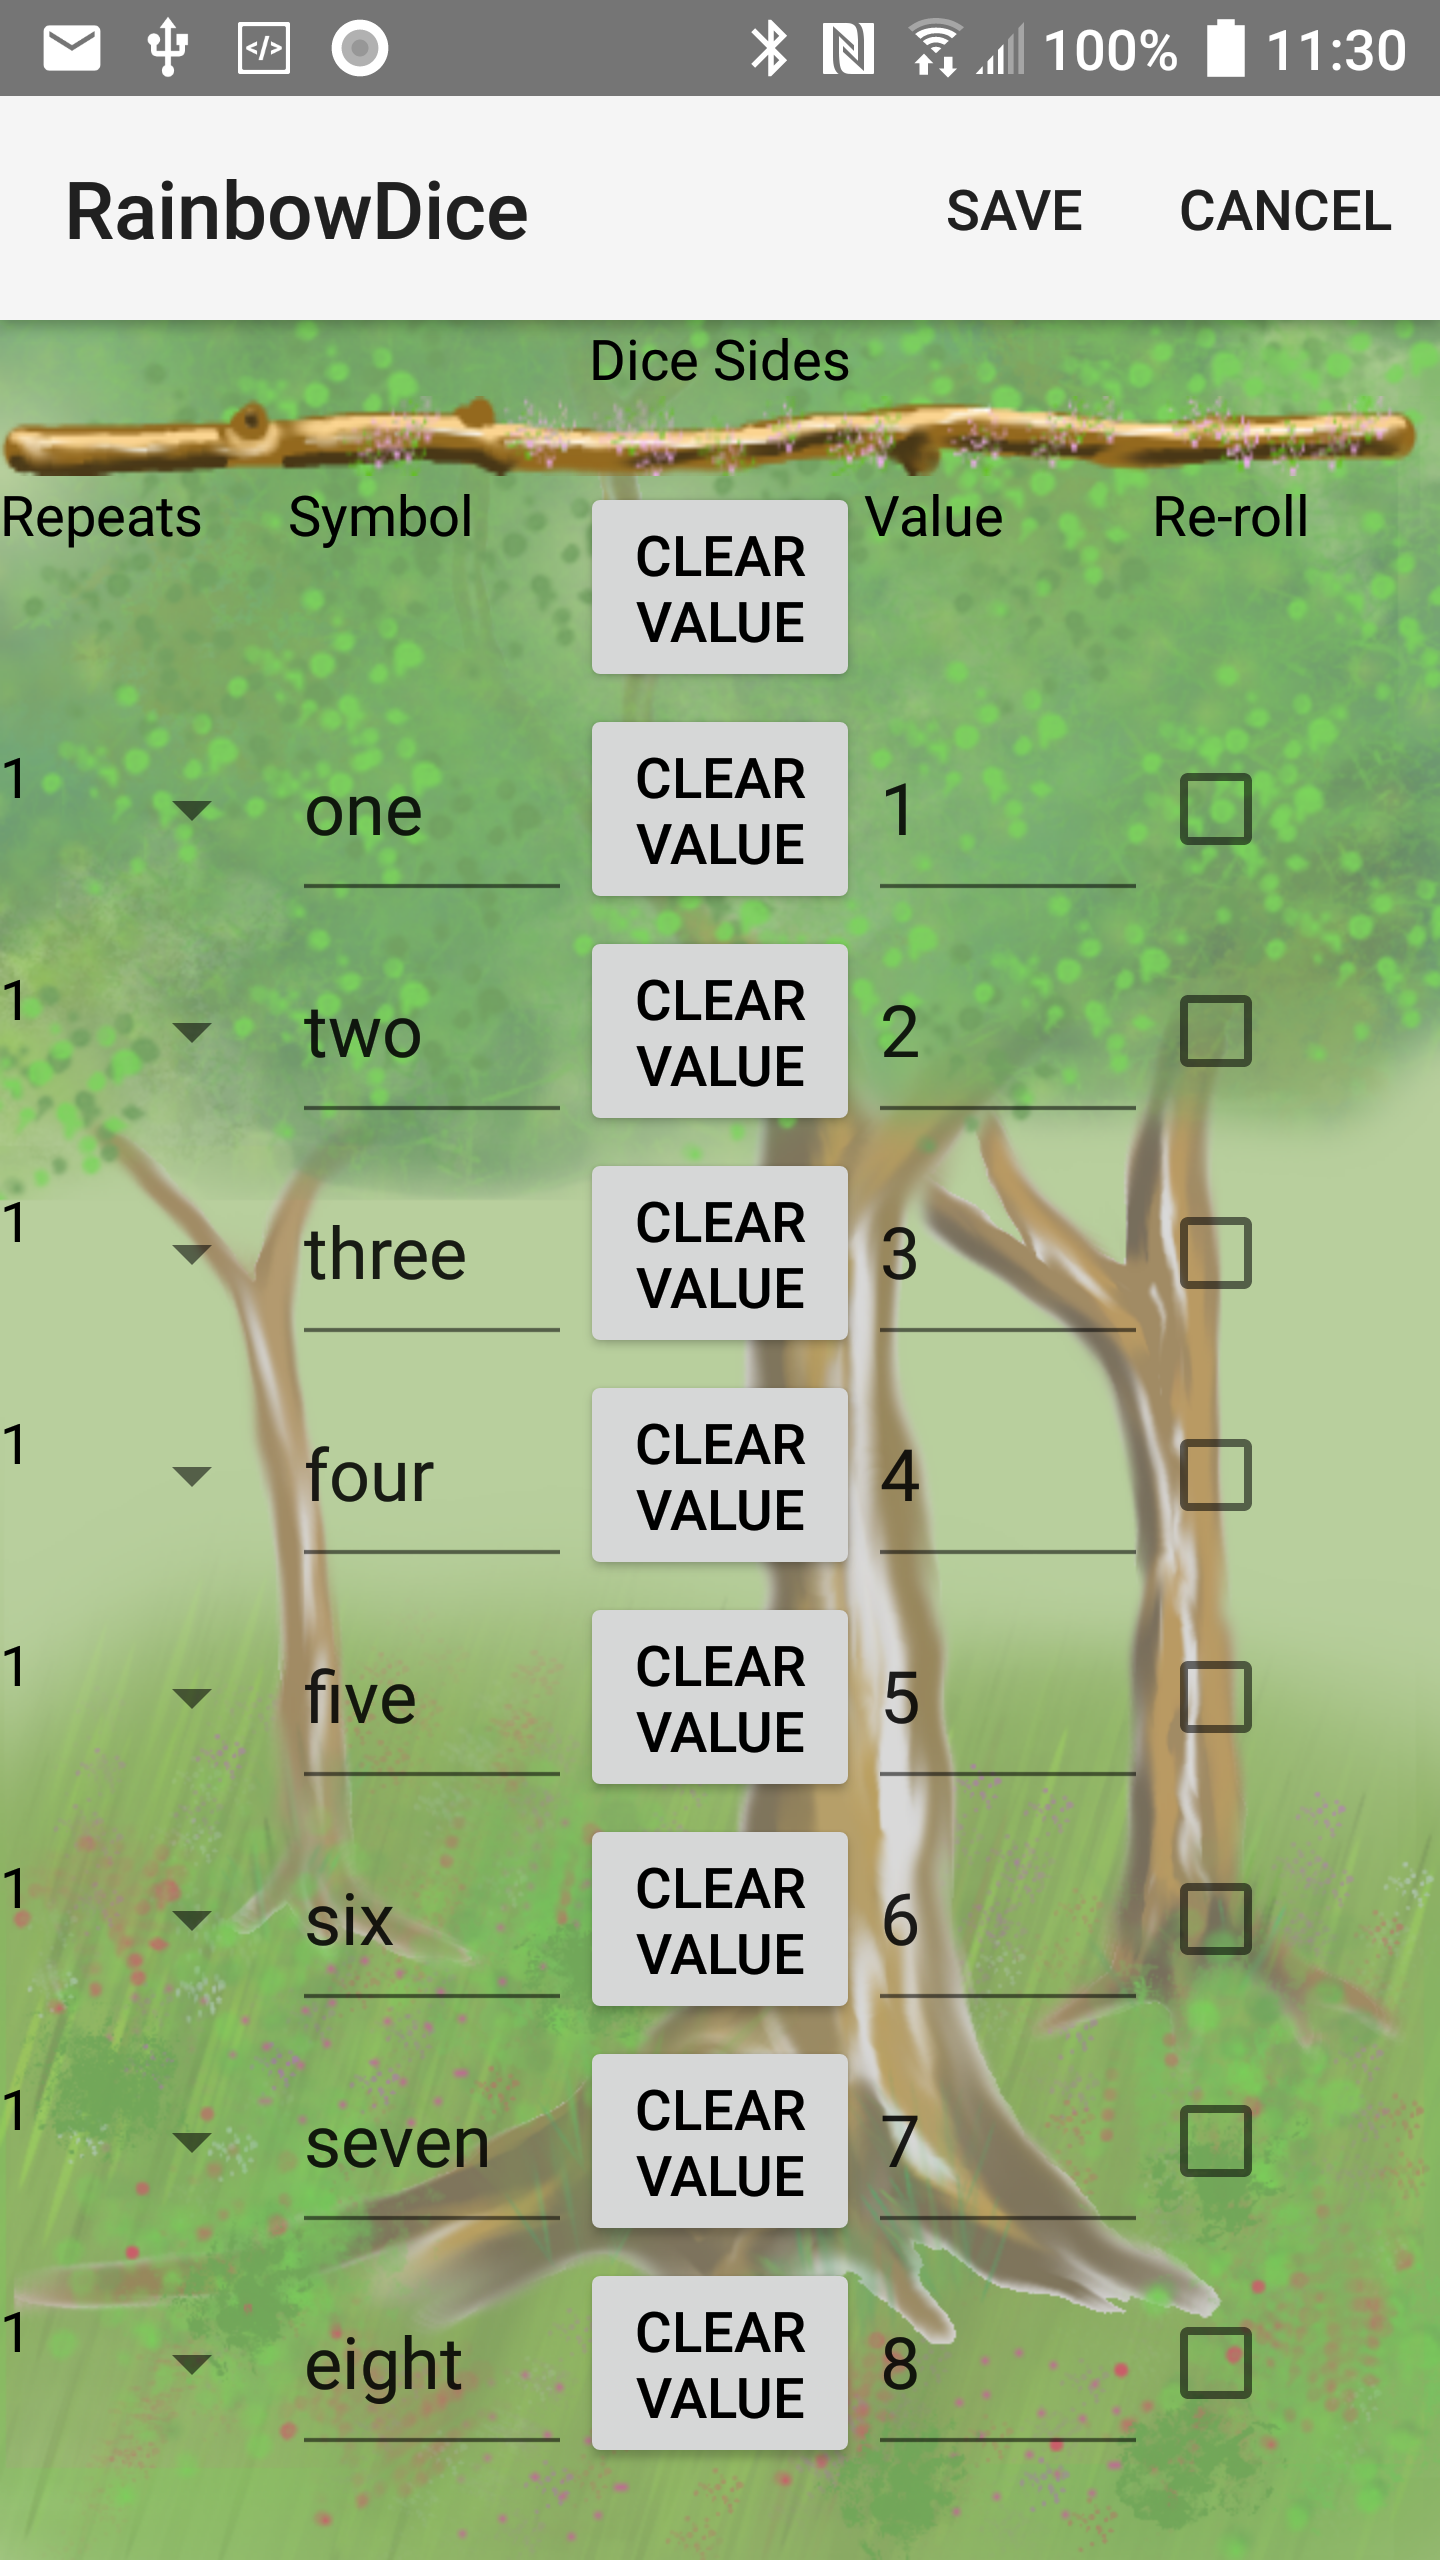 100% 11:30
RainbowDice SAVE CANCEL
Dice Sides
Repeats Symbol CLEAR VALUE Value Re-roll
1 one CLEAR VALUE 1
1 two CLEAR VALUE 2
1 three CLEAR VALUE 3
1 four CLEAR VALUE 4
1 five CLEAR VALUE 5
1 six CLEAR VALUE 6
1 seven CLEAR VALUE 7
1 eight CLEAR VALUE 8